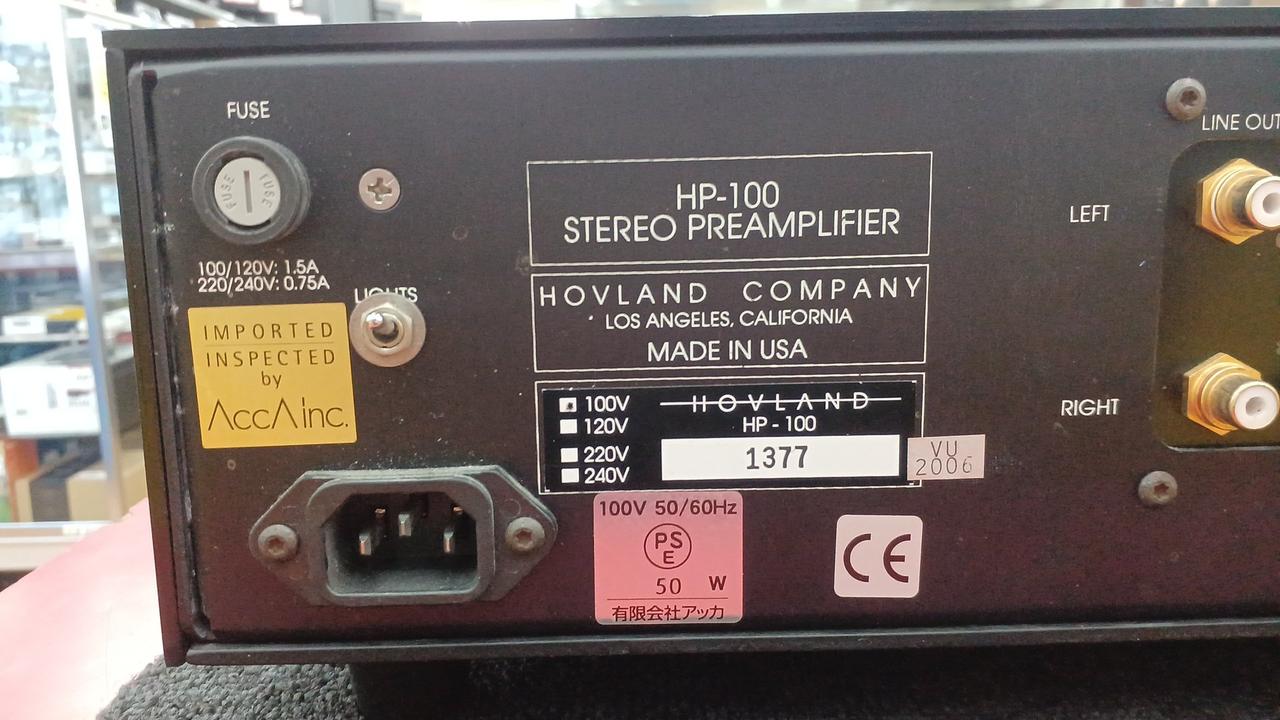 FUSE
FUSE FUSE
100/120V: 1.5A
220/240V: 0.75A
LIGHTS
IMPORTED
INSPECTED
by
AccA inc.
HP-100
STEREO PREAMPLIFIER
HOVLAND COMPANY
LOS ANGELES, CALIFORNIA
MADE IN USA
100V
120V
220V
240V
HOVLAND
HP - 100
1377
VU
2006
100V 50/60Hz
PS
E
50 W
有限会社アッカ
CE
LINE OUT
LEFT
RIGHT